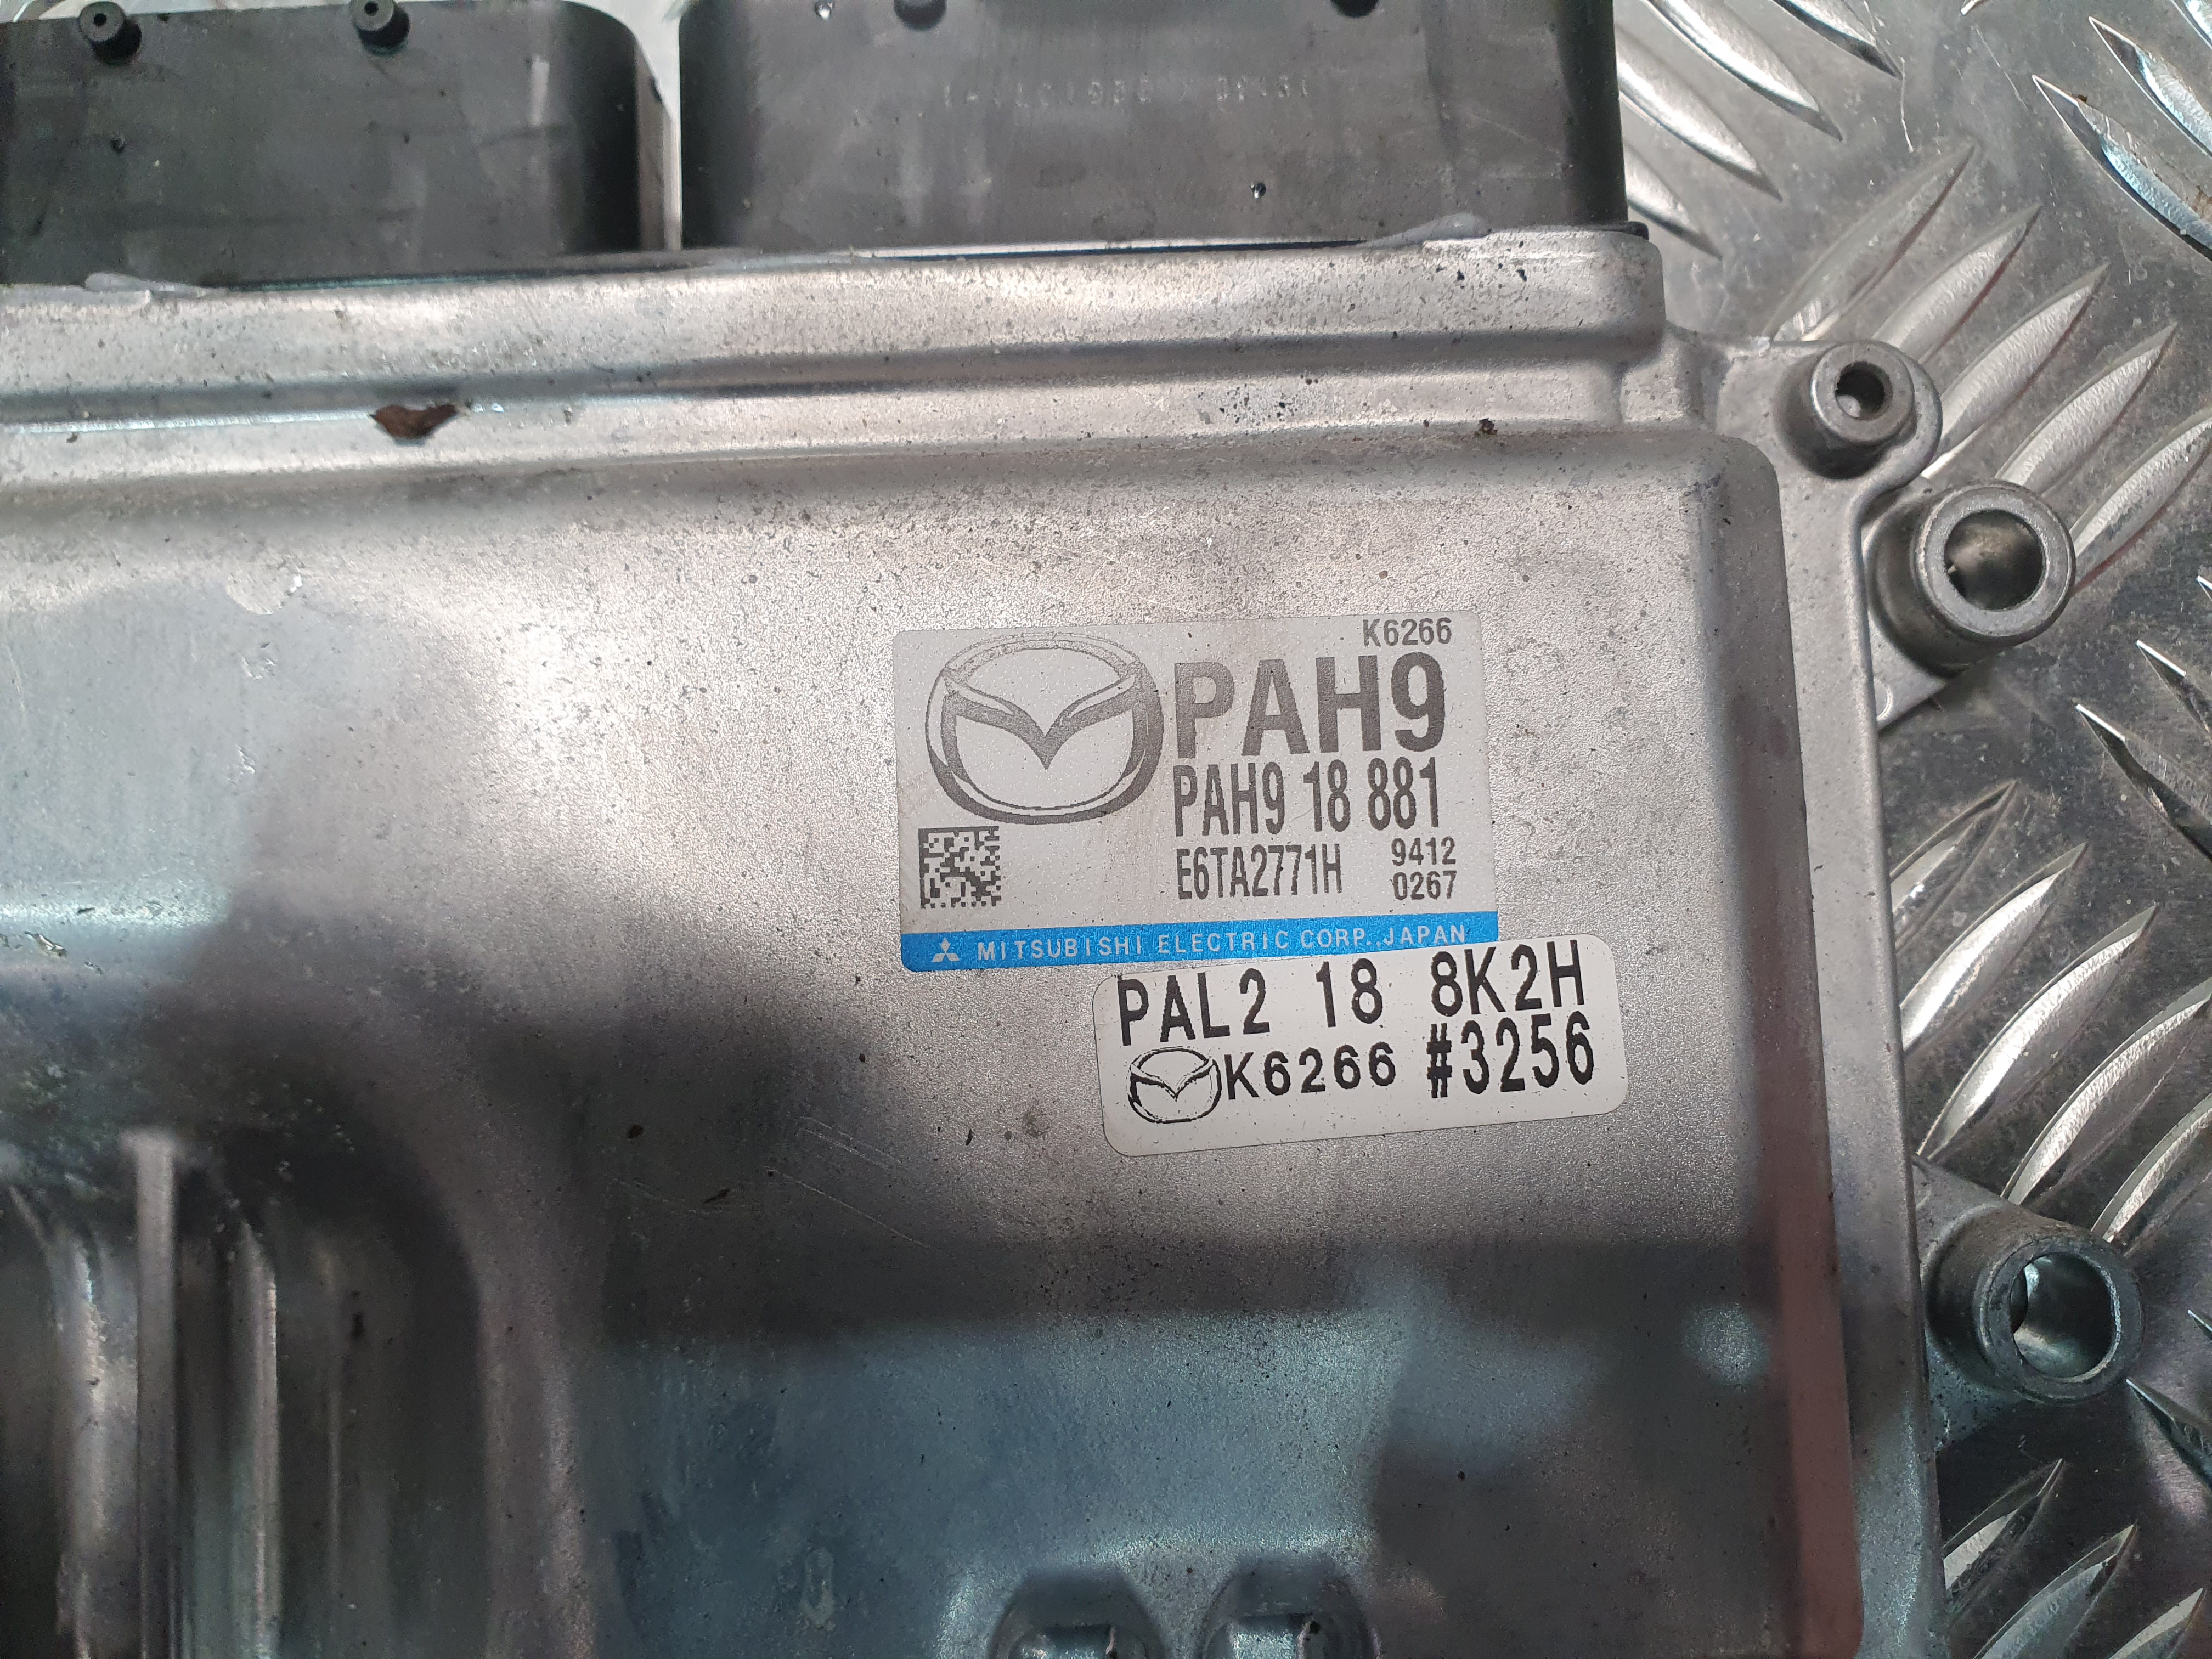 K6266
PAH9
PAH9 18 881
E6TA2771H 9412
0267
MITSUBISHI ELECTRIC CORP.,JAPAN
PAL2 18 8K2H
K6266 #3256